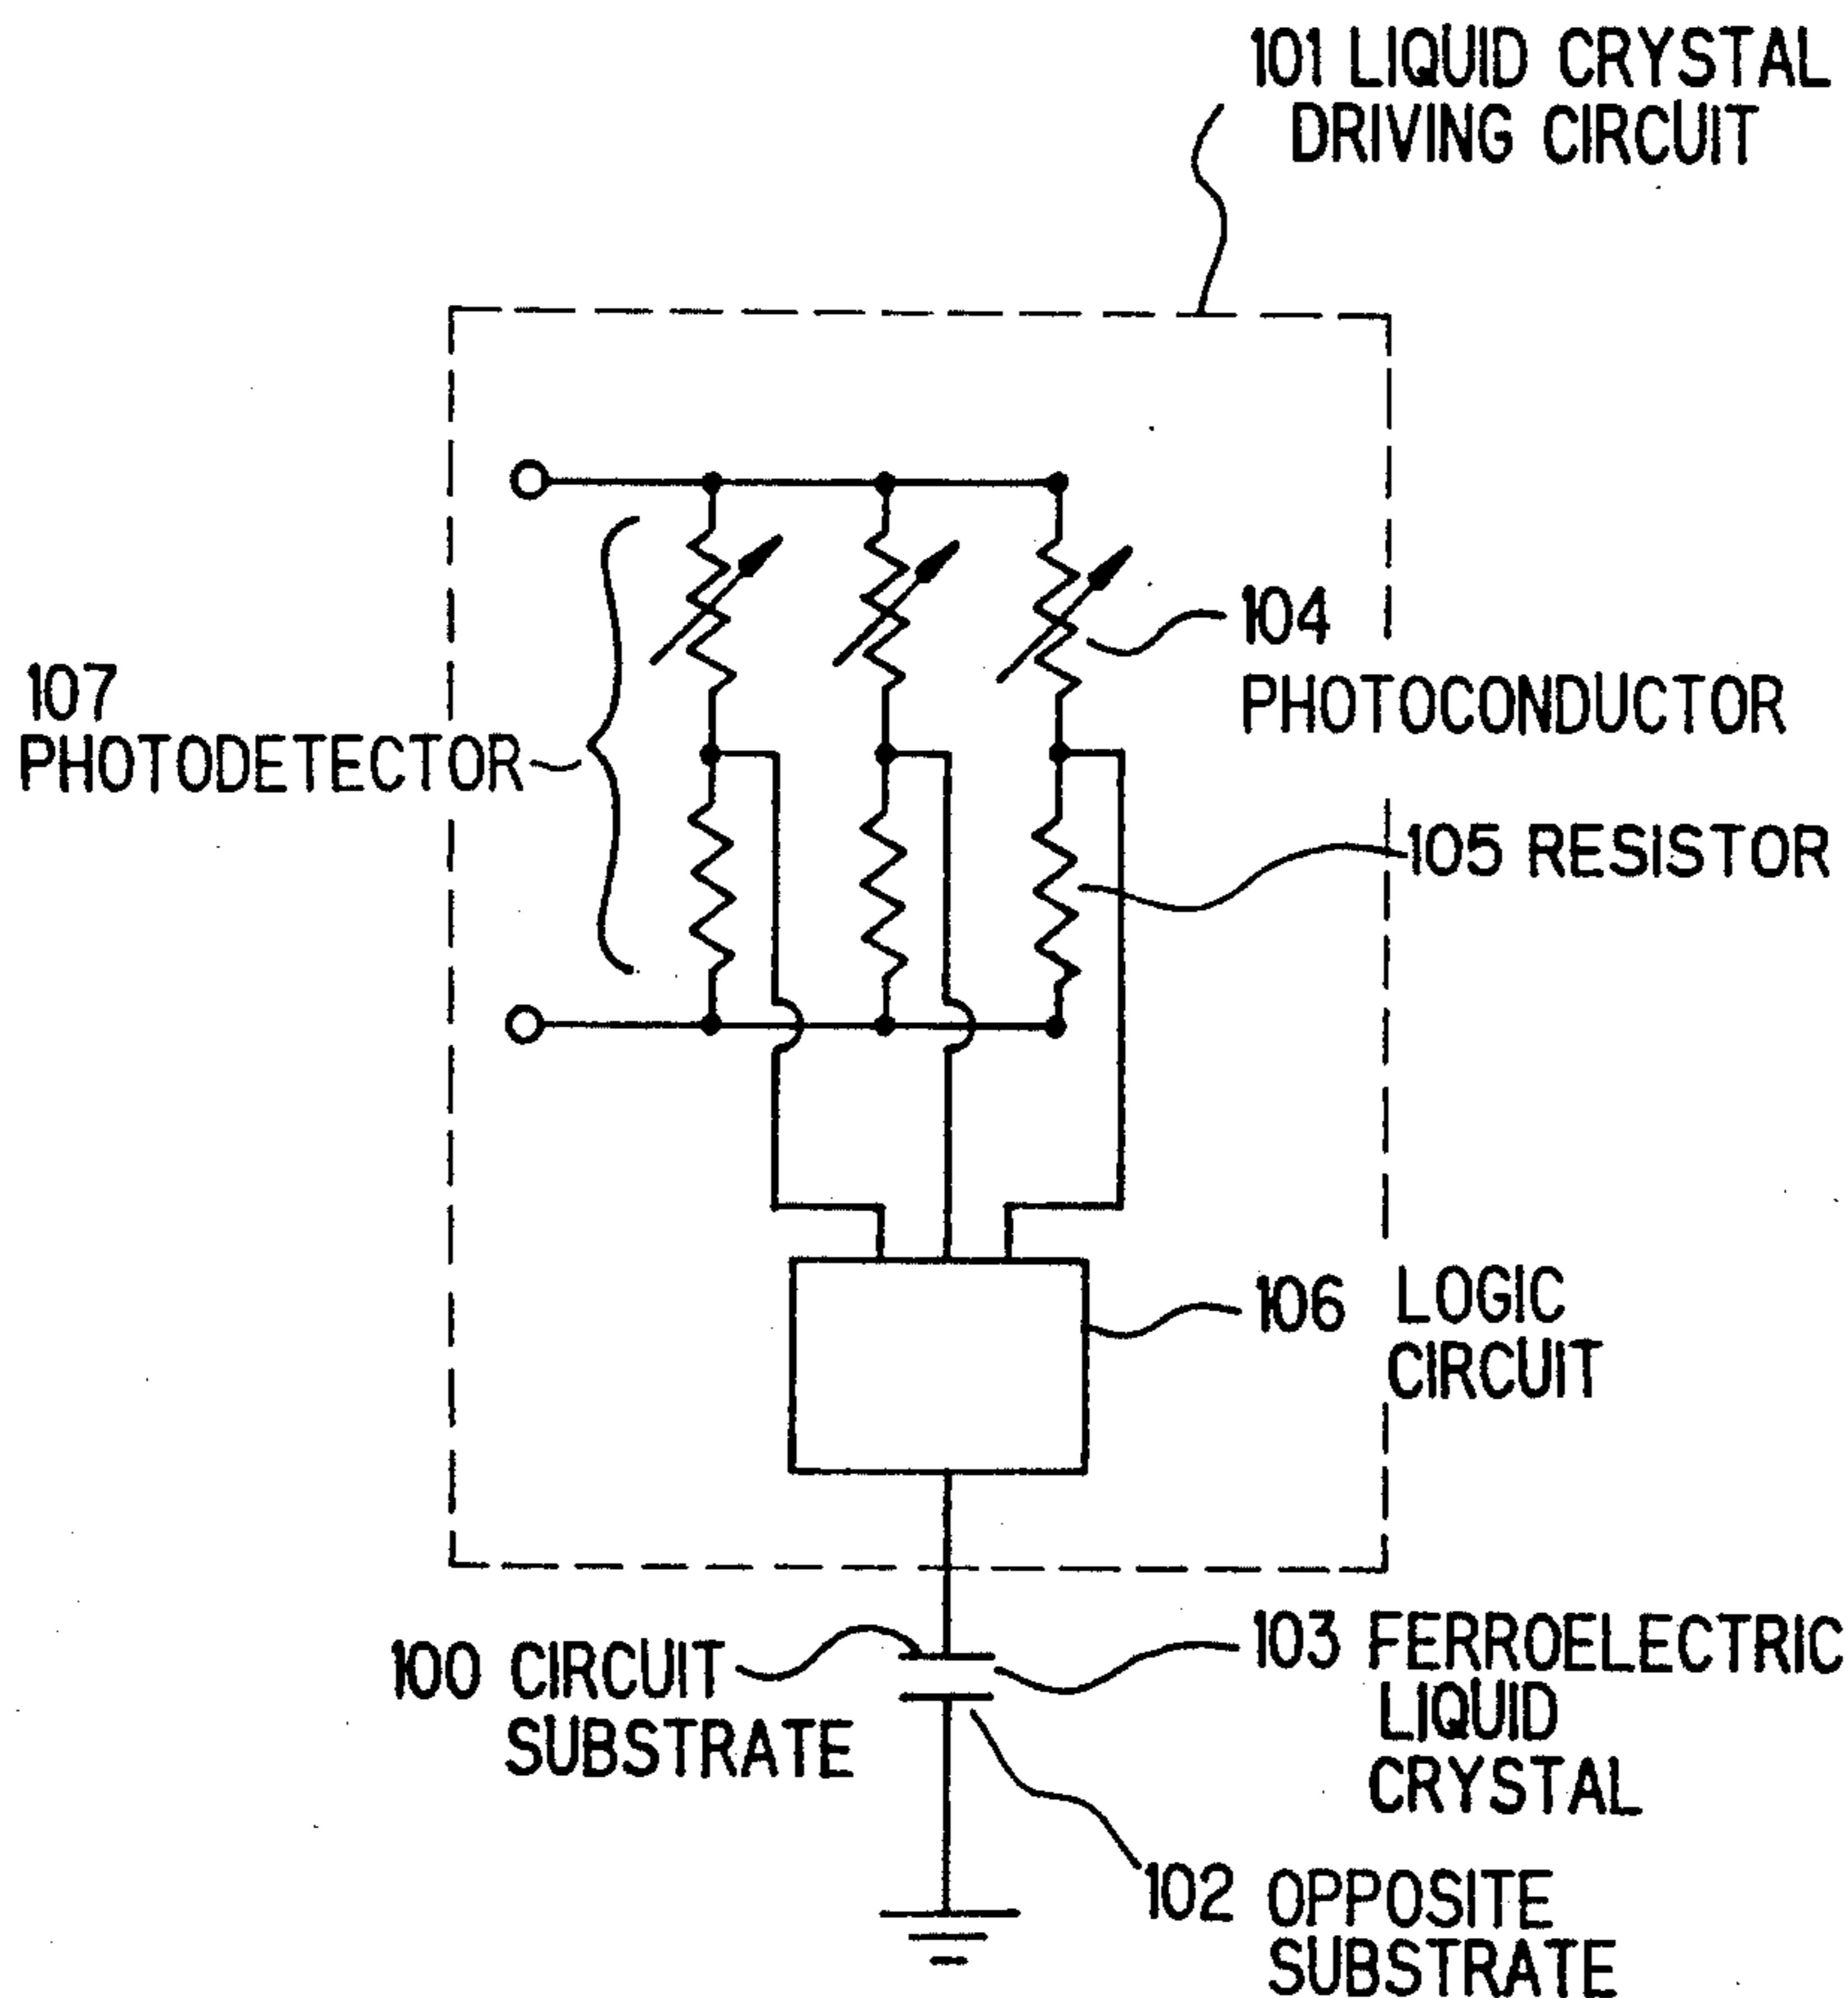 101 LIQUID CRYSTAL
DRIVING CIRCUIT
104
PHOTOCONDUCTOR
107
PHOTODETECTOR
105 RESISTOR
106 LOGIC
CIRCUIT
100 CIRCUIT
SUBSTRATE
103 FERROELECTRIC
LIQUID
CRYSTAL
102 OPPOSITE
SUBSTRATE